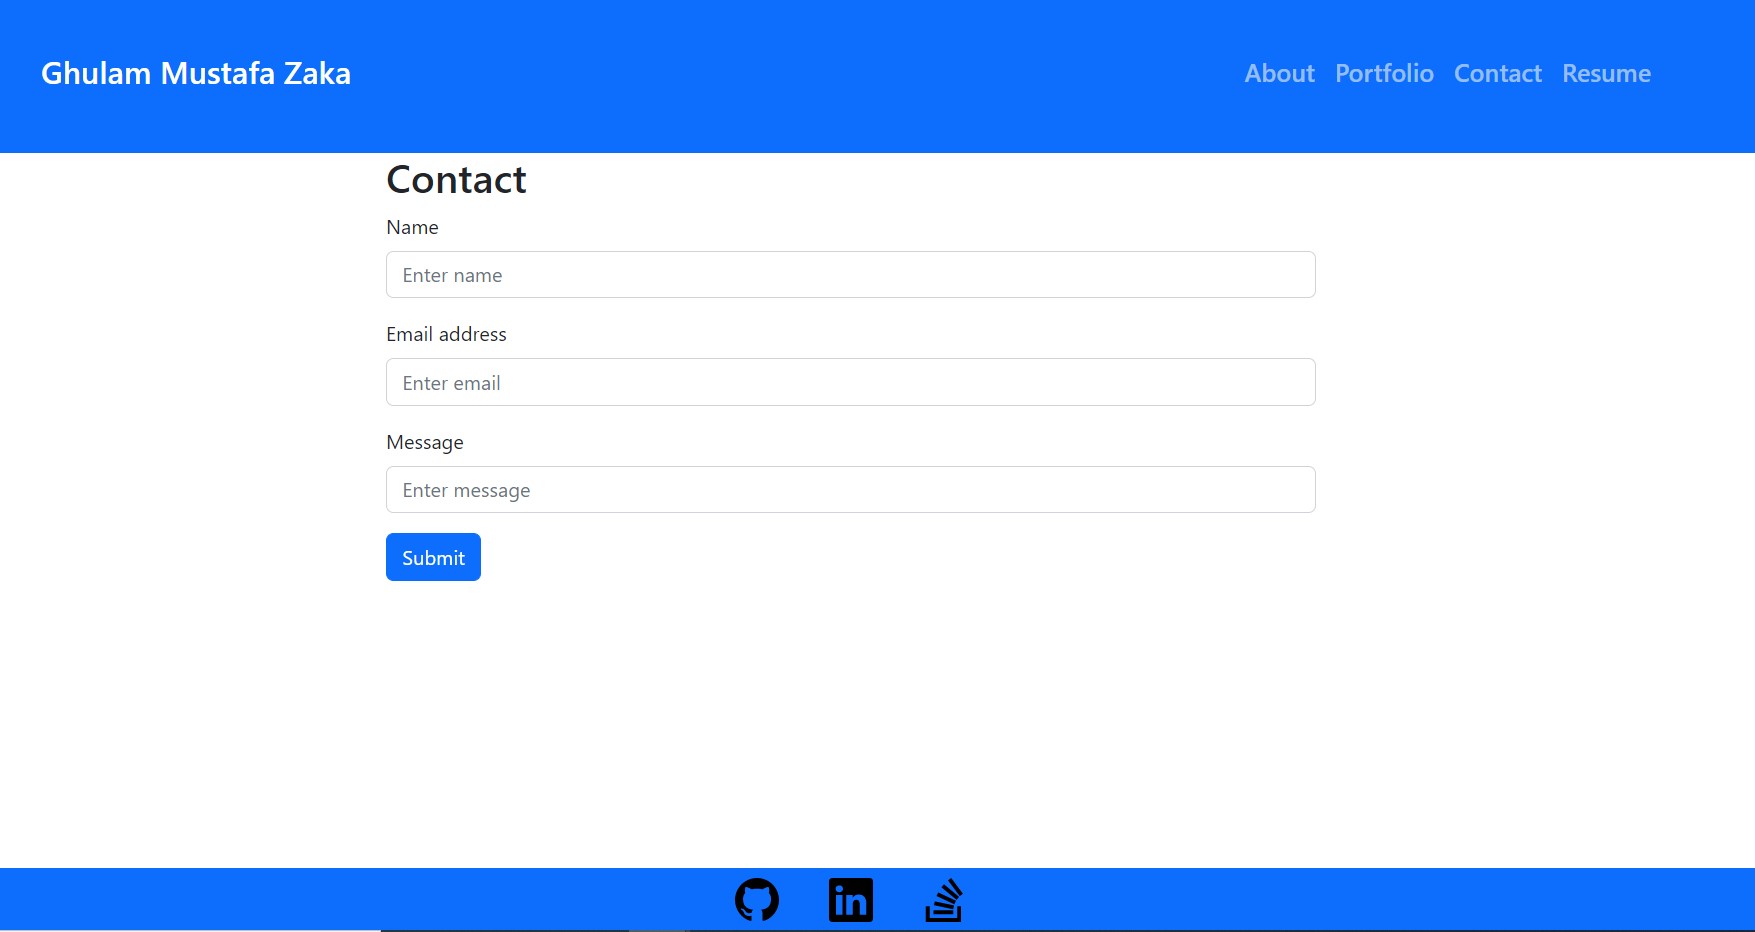 Ghulam Mustafa Zaka
About Portfolio Contact Resume
Contact
Name
Enter name
Email address
Enter email
Message
Enter message
Submit
in